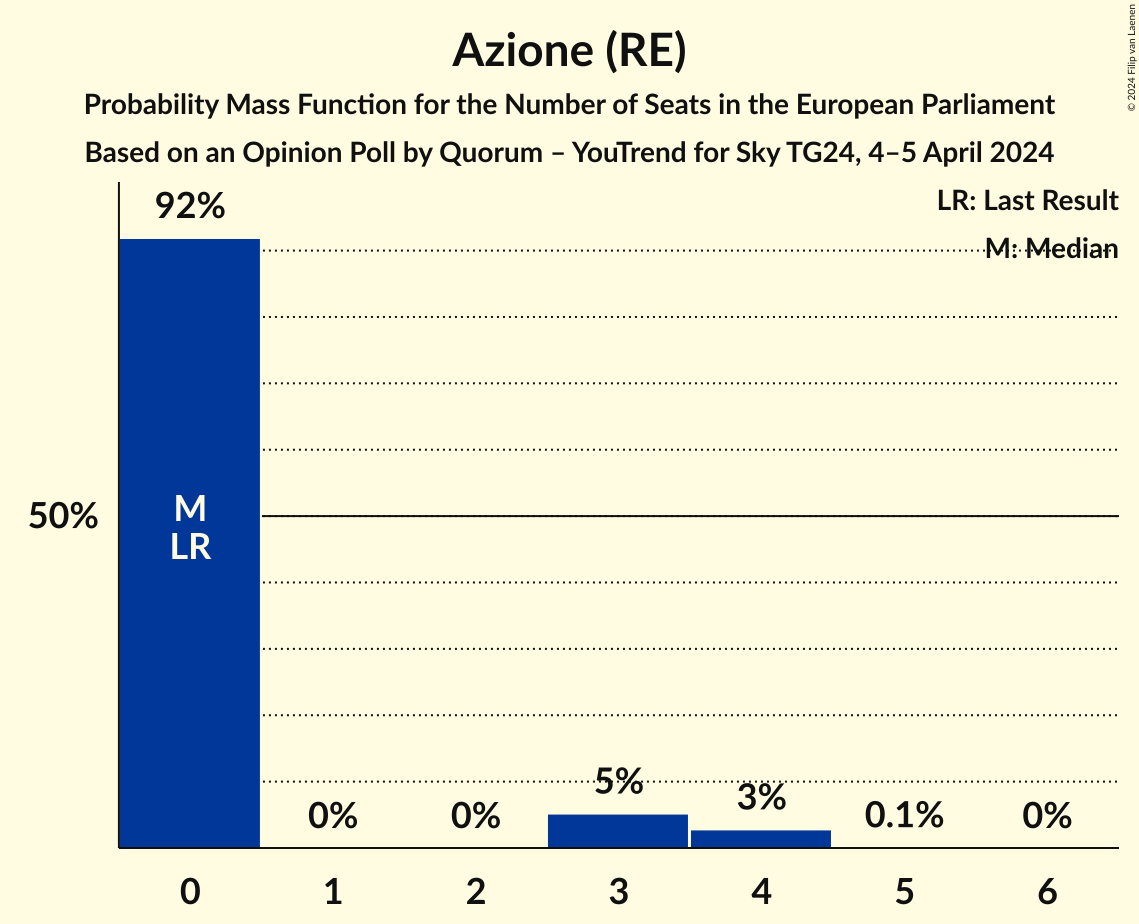 Azione (RE)
Probability Mass Function for the Number of Seats in the European Parliament
Based on an Opinion Poll by Quorum – YouTrend for Sky TG24, 4–5 April 2024
© 2024 Filip van Laenen
LR: Last Result
M: Median
92%
50%
M
LR
0%
0%
5%
3%
0.1%
0%
0
1
2
3
4
5
6